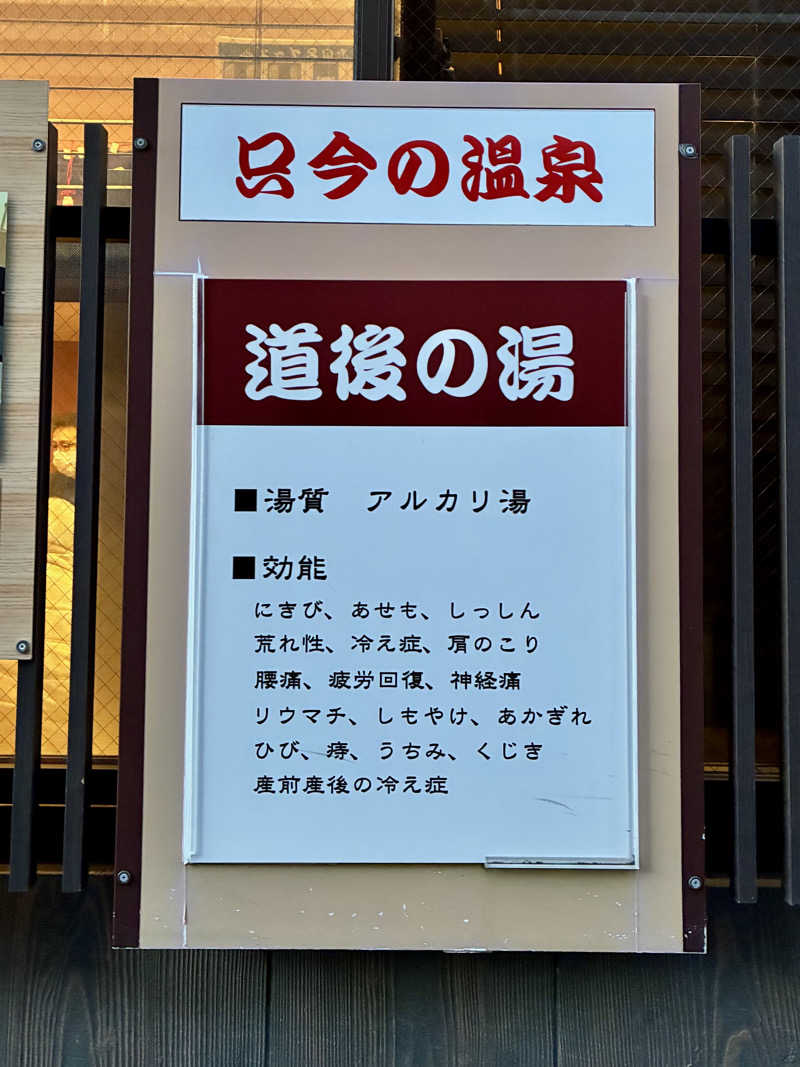 只今の温泉
道後の湯
■湯質　アルカリ湯
■効能
にきび、あせも、しっしん
荒れ性、冷え症、肩のこり
腰痛、疲労回復、神経痛
リウマチ、しもやけ、あかぎれ
ひび、痔、うちみ、くじき
産前産後の冷え症